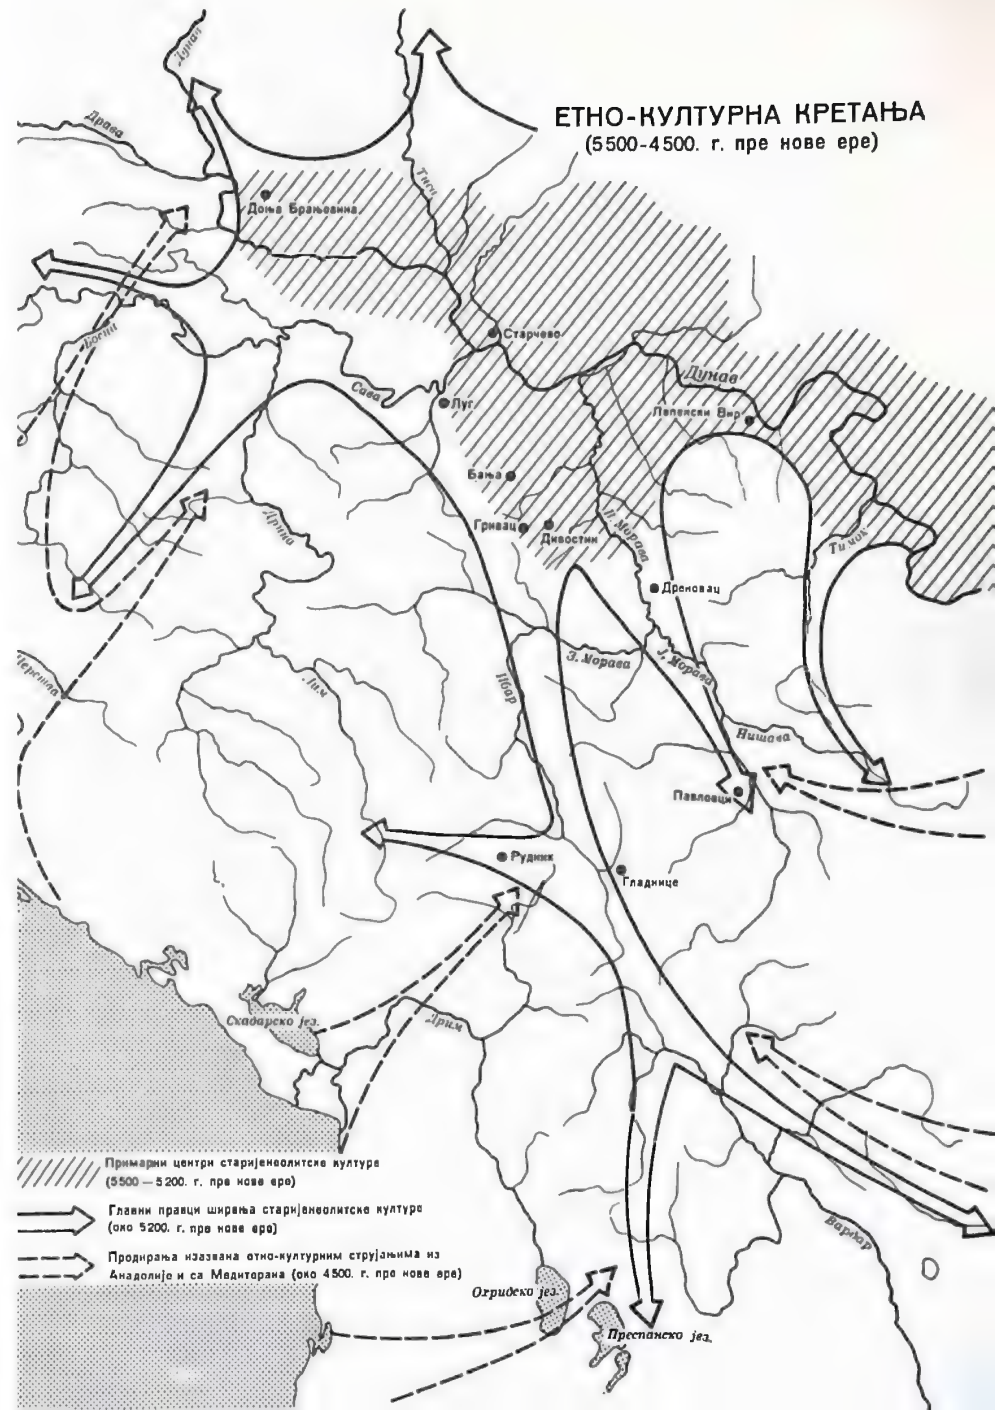 Дунав
ЕТНО-КУЛТУРНА КРЕТАЊА
(5500-4500. г. пре нове ере)
Драва
Тиса
Доња Брањевина
Босна
Старчево
Сава
Дунав
Луг
Лепенски Вир
Бања
Дрина
Гривац
Дивостин
В. Морава
Тимок
Дреновац
З. Морава
Ј. Морава
Неретва
Лим
Ибар
Нишава
Павловци
Рудник
Гладнице
Скадарско јез.
Дрим
Примарни центри старијенеолитске културе
(5500 — 5200. г. пре нове ере)
Главни правци ширења старијенеолитске културе
(око 5200. г. пре нове ере)
Вардар
Продирања изазвана етно-културним струјањима из
Анадолије и са Медитерана (око 4500. г. пре нове ере)
Охридско јез.
Преспанско јез.